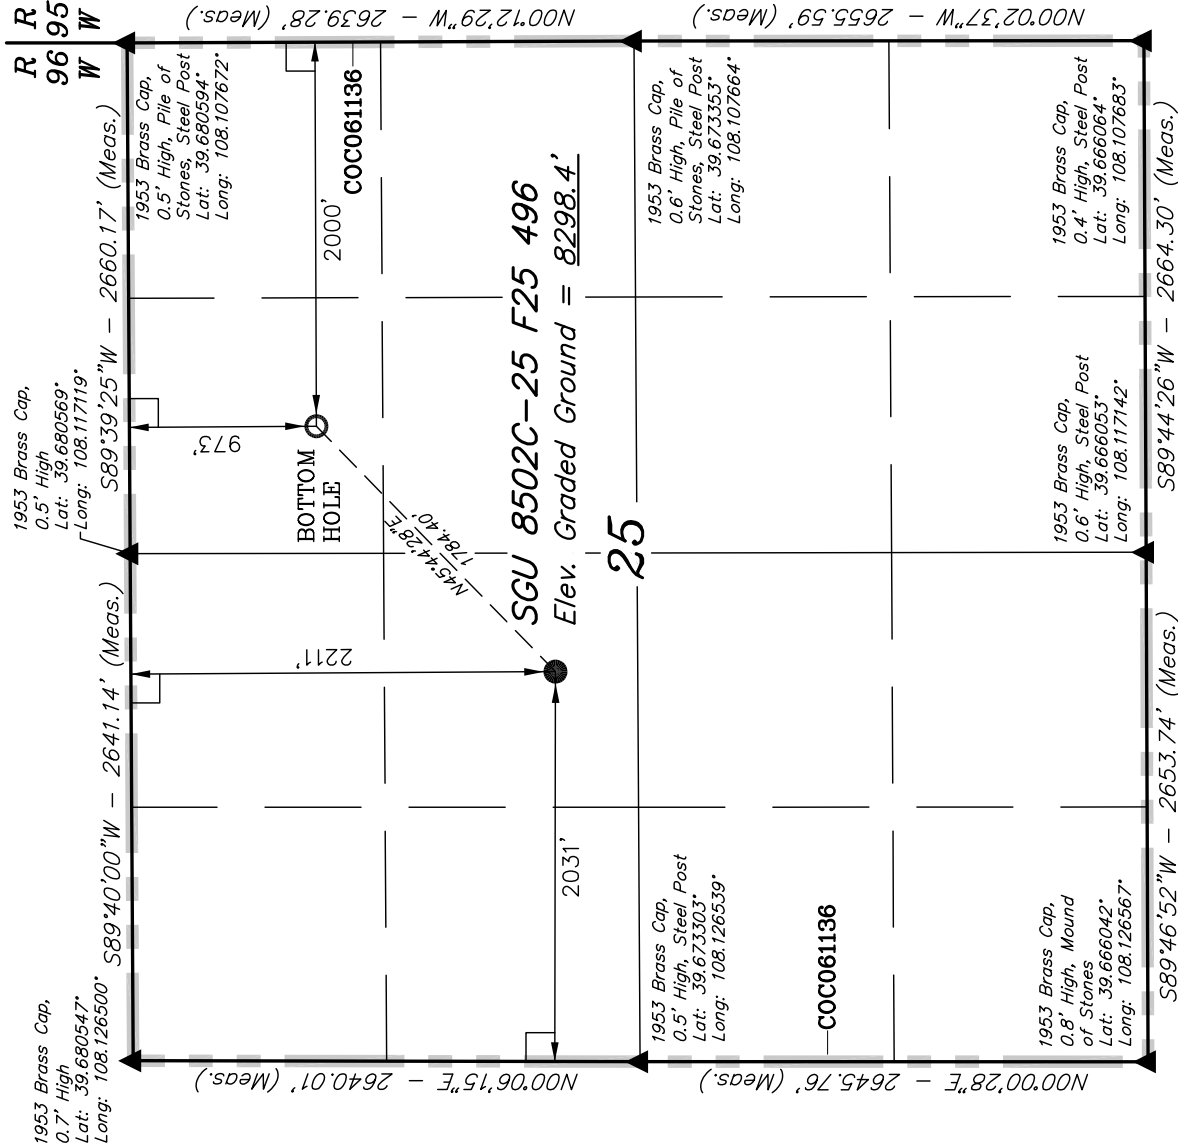 R
96
W
R
95
W
1953 Brass Cap,
0.7' High
Lat: 39.680547°
Long: 108.126500°
S89°40'00"W – 2641.14' (Meas.)
1953 Brass Cap,
0.5' High
Lat: 39.680569°
Long: 108.117119°
S89°39'25"W – 2660.17' (Meas.)
1953 Brass Cap,
0.5' High, Pile of
Stones, Steel Post
Lat: 39.680594°
Long: 108.107672°
N00°12'29"W – 2639.28' (Meas.)
COC061136
2000'
973'
BOTTOM
HOLE
N45°44'28"E
1784.40'
2211'
2031'
SGU 8502C-25 F25 496
Elev. Graded Ground = 8298.4'
25
N00°06'15"E – 2640.01' (Meas.)
1953 Brass Cap,
0.5' High, Steel Post
Lat: 39.673303°
Long: 108.126539°
1953 Brass Cap,
0.6' High, Pile of
Stones, Steel Post
Lat: 39.673353°
Long: 108.107664°
N00°02'37"W – 2655.59' (Meas.)
COC061136
N00°00'28"E – 2645.76' (Meas.)
1953 Brass Cap,
0.8' High, Mound
of Stones
Lat: 39.666042°
Long: 108.126567°
1953 Brass Cap,
0.6' High, Steel Post
Lat: 39.666053°
Long: 108.117142°
1953 Brass Cap,
0.4' High, Steel Post
Lat: 39.666064°
Long: 108.107683°
S89°46'52"W – 2653.74' (Meas.)
S89°44'26"W – 2664.30' (Meas.)